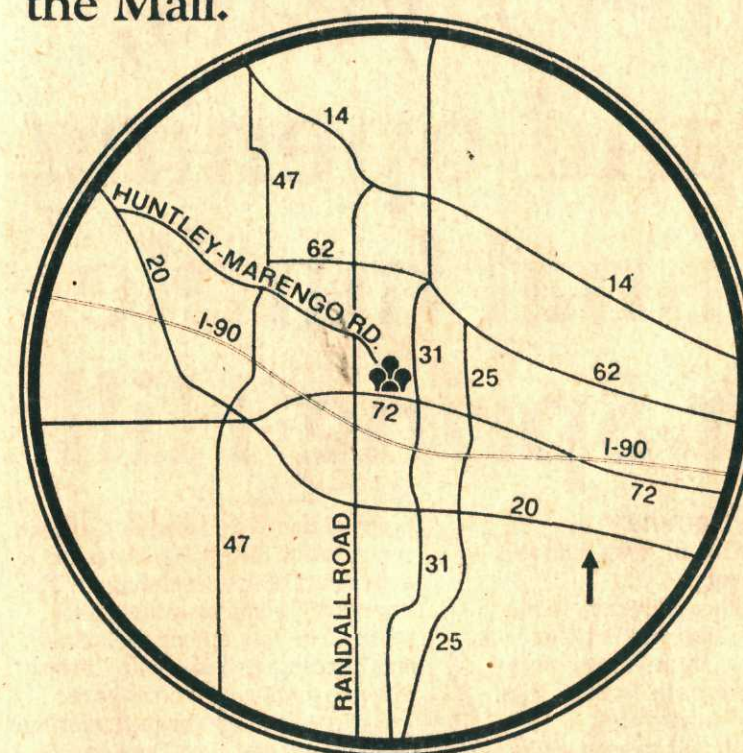 the Mall.
14
47
HUNTLEY-MARENGO RD.
62
20
14
I-90
31
25
62
72
I-90
72
20
RANDALL ROAD
47
31
25